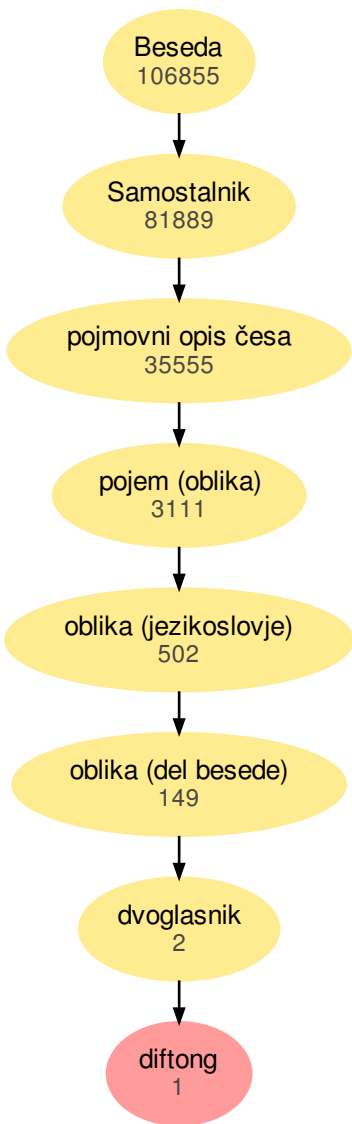 Beseda
106855
Samostalnik
81889
pojmovni opis česa
35555
pojem (oblika)
3111
oblika (jezikoslovje)
502
oblika (del besede)
149
dvoglasnik
2
diftong
1